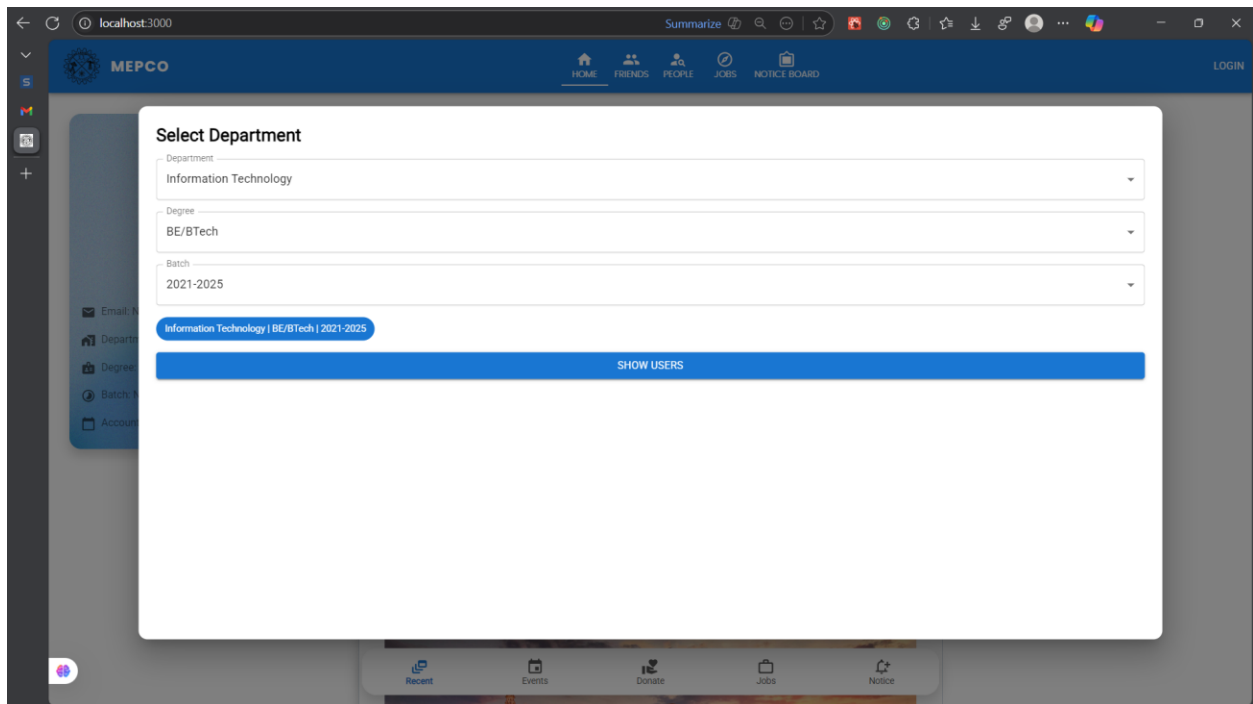 localhost:3000
Summarize
MEPCO
HOME
FRIENDS
PEOPLE
JOBS
NOTICE BOARD
LOGIN
Select Department
Department
Information Technology
Degree
BE/BTech
Batch
2021-2025
Information Technology | BE/BTech | 2021-2025
SHOW USERS
Email: N
Departm
Degree:
Batch: N
Account
Recent
Events
Donate
Jobs
Notice